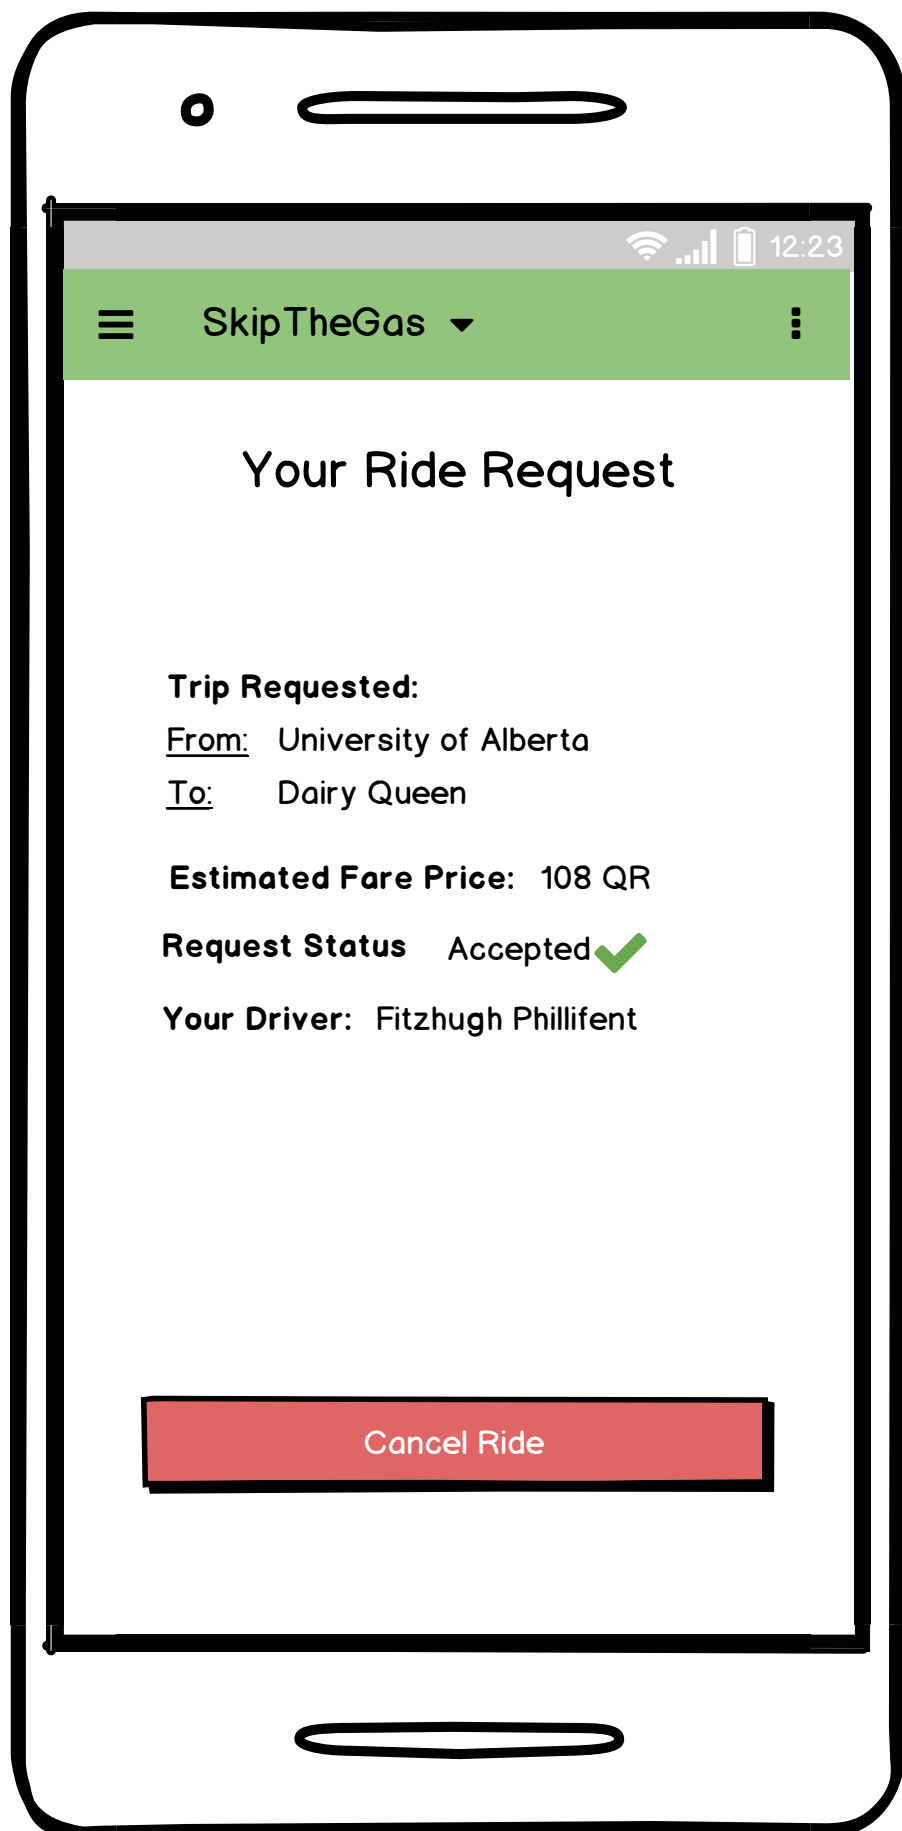 12:23
SkipTheGas
Your Ride Request
Trip Requested:
From: University of Alberta
To: Dairy Queen
Estimated Fare Price: 108 QR
Request Status Accepted
Your Driver: Fitzhugh Phillifent
Cancel Ride